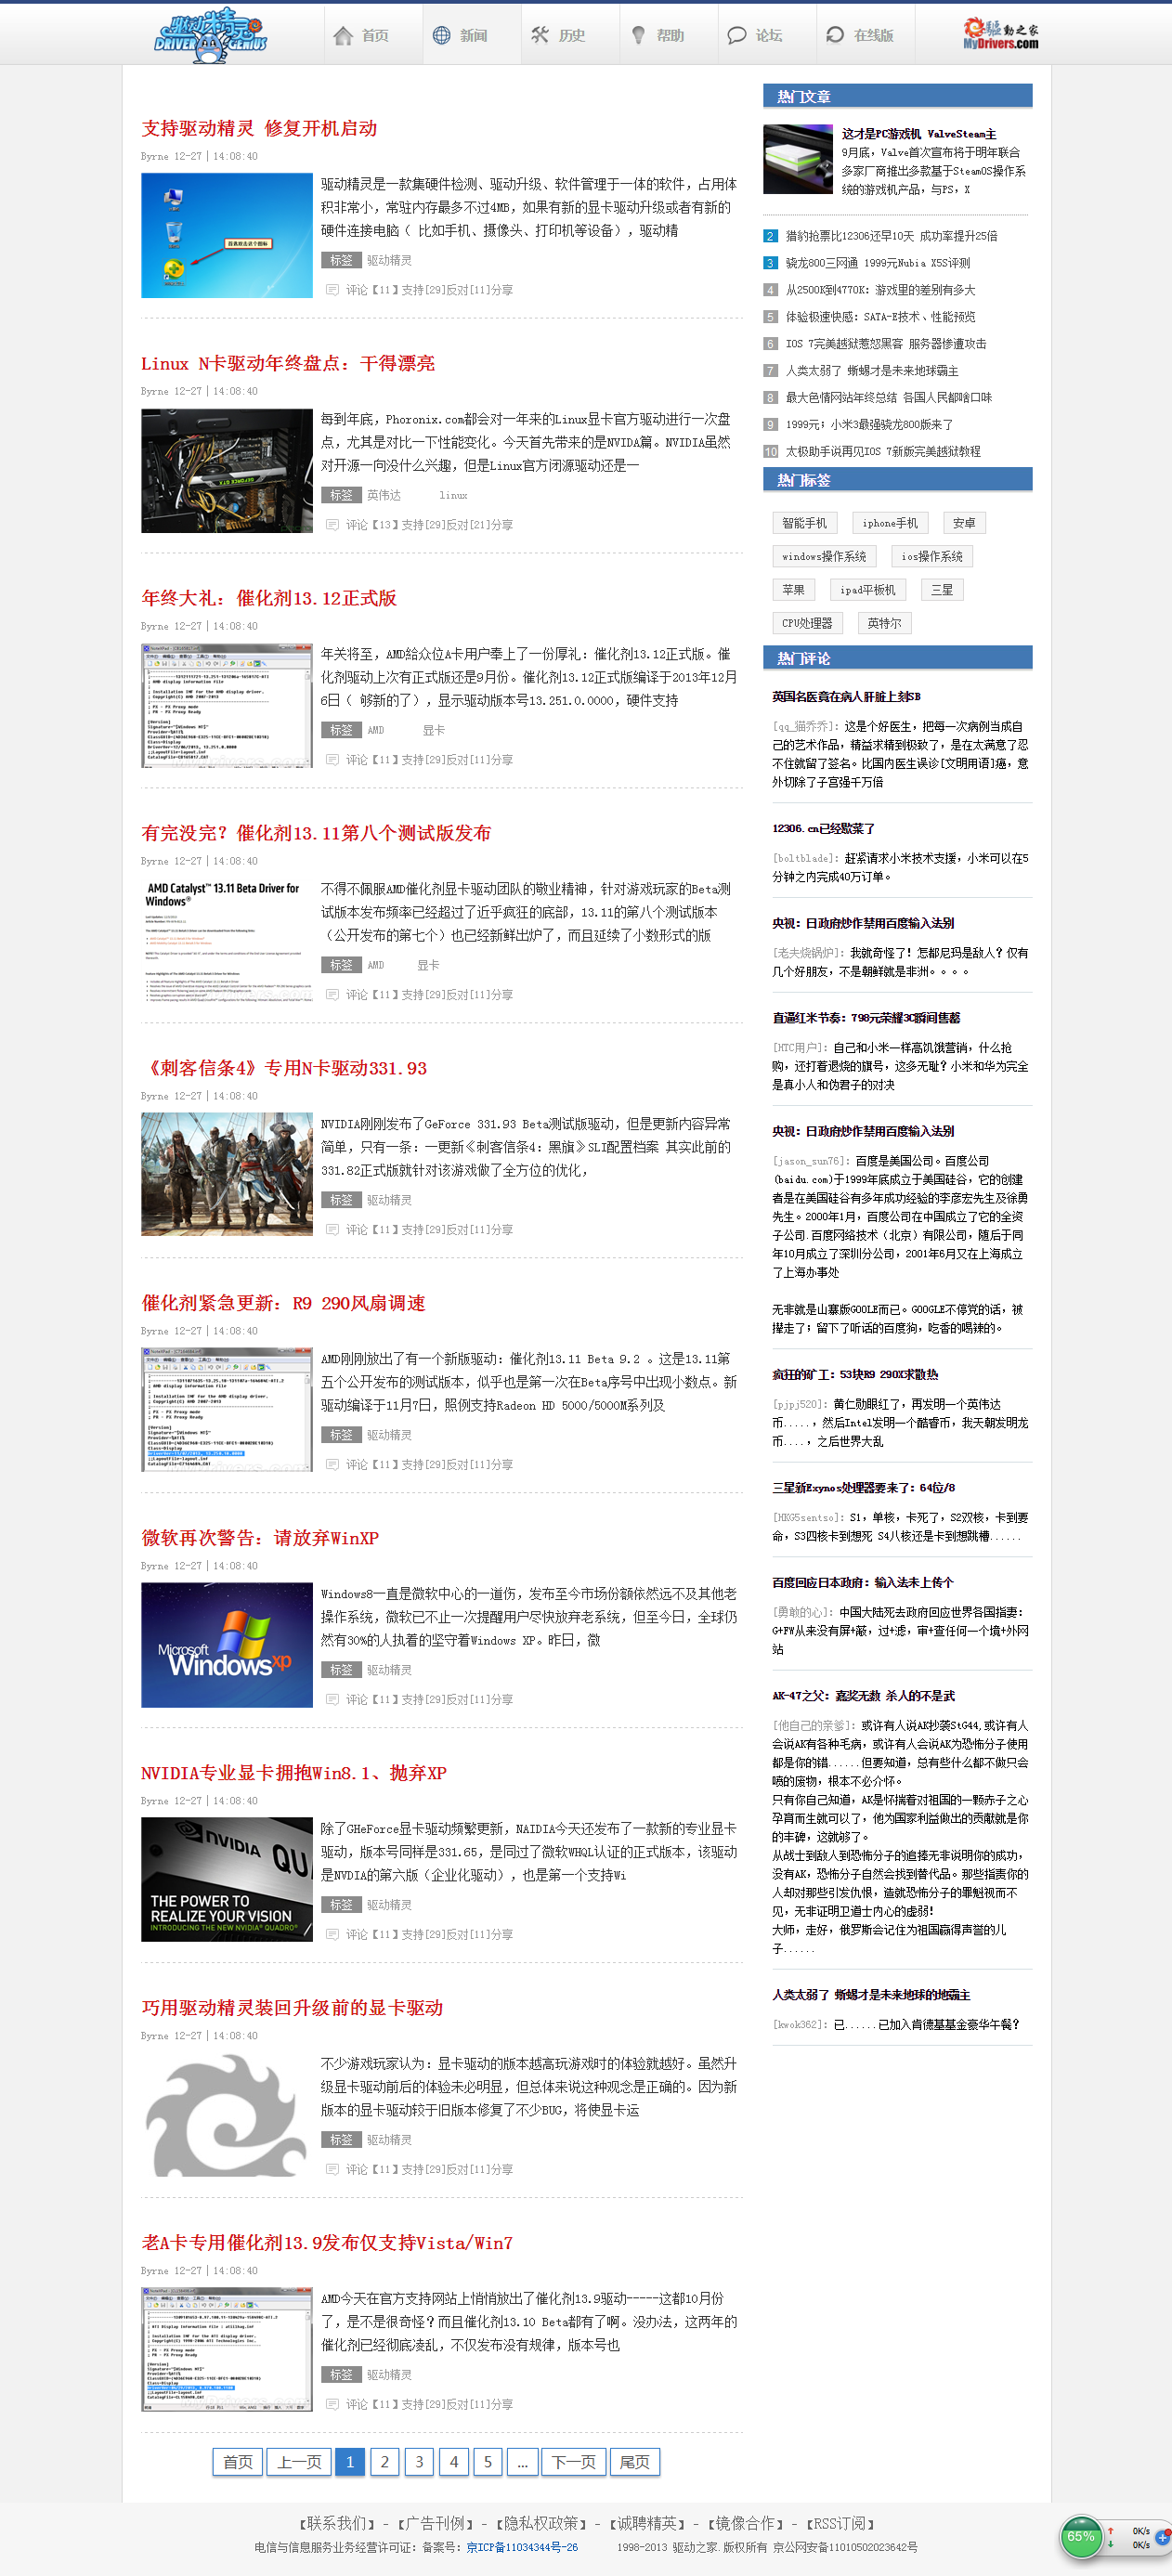 驱动精灵
DRIVER GENIUS
首页
新闻
历史
帮助
论坛
在线版
驱动之家
MyDrivers.com
支持驱动精灵 修复开机启动
Byrne 12-27 | 14:08:40
驱动精灵是一款集硬件检测、驱动升级、软件管理于一体的软件，占用体
积非常小，常驻内存最多不过4MB，如果有新的显卡驱动升级或者有新的
硬件连接电脑（ 比如手机、摄像头、打印机等设备），驱动精
标签 驱动精灵
评论【11】支持[29]反对[11]分享
Linux N卡驱动年终盘点：干得漂亮
Byrne 12-27 | 14:08:40
每到年底，Phoronix.com都会对一年来的Linux显卡官方驱动进行一次盘
点，尤其是对比一下性能变化。今天首先带来的是NVIDA篇。NVIDIA虽然
对开源一向没什么兴趣，但是Linux官方闭源驱动还是一
标签 英伟达 linux
评论【13】支持[29]反对[21]分享
年终大礼：催化剂13.12正式版
Byrne 12-27 | 14:08:40
年关将至，AMD给众位A卡用户奉上了一份厚礼：催化剂13.12正式版。催
化剂驱动上次有正式版还是9月份。催化剂13.12正式版编译于2013年12月
6日（ 够新的了），显示驱动版本号13.251.0.0000，硬件支持
标签 AMD 显卡
评论【11】支持[29]反对[11]分享
有完没完？催化剂13.11第八个测试版发布
Byrne 12-27 | 14:08:40
AMD Catalyst™ 13.11 Beta Driver for
Windows®
不得不佩服AMD催化剂显卡驱动团队的敬业精神，针对游戏玩家的Beta测
试版本发布频率已经超过了近乎疯狂的底部，13.11的第八个测试版本
（公开发布的第七个）也已经新鲜出炉了，而且延续了小数形式的版
标签 AMD 显卡
评论【11】支持[29]反对[11]分享
《刺客信条4》专用N卡驱动331.93
Byrne 12-27 | 14:08:40
NVIDIA刚刚发布了GeForce 331.93 Beta测试版驱动，但是更新内容异常
简单，只有一条：一更新《刺客信条4：黑旗》SLI配置档案 其实此前的
331.82正式版就针对该游戏做了全方位的优化，
标签 驱动精灵
评论【11】支持[29]反对[11]分享
催化剂紧急更新：R9 290风扇调速
Byrne 12-27 | 14:08:40
AMD刚刚放出了有一个新版驱动：催化剂13.11 Beta 9.2 。这是13.11第
五个公开发布的测试版本，似乎也是第一次在Beta序号中出现小数点。新
驱动编译于11月7日，照例支持Radeon HD 5000/5000M系列及
标签 驱动精灵
评论【11】支持[29]反对[11]分享
微软再次警告：请放弃WinXP
Byrne 12-27 | 14:08:40
Microsoft
Windows xp
Windows8一直是微软中心的一道伤，发布至今市场份额依然远不及其他老
操作系统，微软已不止一次提醒用户尽快放弃老系统，但至今日，全球仍
然有30%的人执着的坚守着Windows XP。昨日，微
标签 驱动精灵
评论【11】支持[29]反对[11]分享
NVIDIA专业显卡拥抱Win8.1、抛弃XP
Byrne 12-27 | 14:08:40
NVIDIA QU
THE POWER TO
REALIZE YOUR VISION
INTRODUCING THE NEW NVIDIA® QUADRO®
除了GHeForce显卡驱动频繁更新，NAIDIA今天还发布了一款新的专业显卡
驱动，版本号同样是331.65，是同过了微软WHQL认证的正式版本，该驱动
是NVDIA的第六版（企业化驱动），也是第一个支持Wi
标签 驱动精灵
评论【11】支持[29]反对[11]分享
巧用驱动精灵装回升级前的显卡驱动
Byrne 12-27 | 14:08:40
不少游戏玩家认为：显卡驱动的版本越高玩游戏时的体验就越好。虽然升
级显卡驱动前后的体验未必明显，但总体来说这种观念是正确的。因为新
版本的显卡驱动较于旧版本修复了不少BUG，将使显卡运
标签 驱动精灵
评论【11】支持[29]反对[11]分享
老A卡专用催化剂13.9发布仅支持Vista/Win7
Byrne 12-27 | 14:08:40
AMD今天在官方支持网站上悄悄放出了催化剂13.9驱动-----这都10月份
了，是不是很奇怪？而且催化剂13.10 Beta都有了啊。没办法，这两年的
催化剂已经彻底凌乱，不仅发布没有规律，版本号也
标签 驱动精灵
评论【11】支持[29]反对[11]分享
首页 上一页 1 2 3 4 5 ... 下一页 尾页
热门文章
这才是PC游戏机 ValveSteam主
9月底，Valve首次宣布将于明年联合
多家厂商推出多款基于SteamOS操作系
统的游戏机产品，与PS，X
2 猎豹抢票比12306还早10天 成功率提升25倍
3 骁龙800三网通 1999元Nubia X5S评测
4 从2500K到4770K：游戏里的差别有多大
5 体验极速快感：SATA-E技术、性能预览
6 IOS 7完美越狱惹怒黑客 服务器惨遭攻击
7 人类太弱了 蜥蜴才是未来地球霸主
8 最大色情网站年终总结 各国人民都啥口味
9 1999元；小米3最强骁龙800版来了
10 太极助手说再见IOS 7新版完美越狱教程
热门标签
智能手机 iphone手机 安卓
windows操作系统 ios操作系统
苹果 ipad平板机 三星
CPU处理器 英特尔
热门评论
英国名医竟在病人肝脏上刻SB
[qq_猫乔乔]：这是个好医生，把每一次病例当成自
己的艺术作品，精益求精到极致了，是在太满意了忍
不住就留了签名。比国内医生误诊[文明用语]癌，意
外切除了子宫强千万倍
12306.cn已经歇菜了
[boltblade]：赶紧请求小米技术支援，小米可以在5
分钟之内完成40万订单。
央视：日政府炒作禁用百度输入法别
[老夫烧锅炉]：我就奇怪了！怎都尼玛是敌人？仅有
几个好朋友，不是朝鲜就是非洲。。。。
直逼红米节奏：798元荣耀3C瞬间售罄
[HTC用户]：自己和小米一样高饥饿营销，什么抢
购，还打着退烧的旗号，这多无耻？小米和华为完全
是真小人和伪君子的对决
央视：日政府炒作禁用百度输入法别
[jason_sun76]：百度是美国公司。百度公司
(baidu.com)于1999年底成立于美国硅谷，它的创建
者是在美国硅谷有多年成功经验的李彦宏先生及徐勇
先生。2000年1月，百度公司在中国成立了它的全资
子公司.百度网络技术（北京）有限公司，随后于同
年10月成立了深圳分公司，2001年6月又在上海成立
了上海办事处
无非就是山寨版GOOLE而已。GOOGLE不停党的话，被
撵走了；留下了听话的百度狗，吃香的喝辣的。
疯狂的矿工：53块R9 290X求散热
[pjpj520]：黄仁勋眼红了，再发明一个英伟达
币.....，然后Intel发明一个酷睿币，我天朝发明龙
币....，之后世界大乱
三星新Exynos处理器要来了：64位/8
[HKG5sentso]：S1，单核，卡死了，S2双核，卡到要
命，S3四核卡到想死 S4八核还是卡到想跳槽......
百度回应日本政府：输入法未上传个
[勇敢的心]：中国大陆死去政府回应世界各国指妻：
G+FW从来没有屏+蔽，过+滤，审+查任何一个境+外网
站
AK-47之父：嘉奖无数 杀人的不是武
[他自己的亲爹]：或许有人说AK抄袭StG44,或许有人
会说AK有各种毛病，或许有人会说AK为恐怖分子使用
都是你的错......但要知道，总有些什么都不做只会
喷的废物，根本不必介怀。
只有你自己知道，AK是怀揣着对祖国的一颗赤子之心
孕育而生就可以了，他为国家利益做出的贡献就是你
的丰碑，这就够了。
从战士到敌人到恐怖分子的追捧无非说明你的成功，
没有AK，恐怖分子自然会找到替代品。那些指责你的
人却对那些引发仇恨，造就恐怖分子的罪魁视而不
见，无非证明卫道士内心的虚弱！
大师，走好，俄罗斯会记住为祖国赢得声誉的儿
子......
人类太弱了 蜥蜴才是未来地球的地霸主
[kwok362]：已......已加入肯德基基金豪华午餐？
【联系我们】 - 【广告刊例】 - 【隐私权政策】 - 【诚聘精英】 - 【镜像合作】 - 【RSS订阅】
电信与信息服务业务经营许可证：备案号：京ICP备11034344号-26 1998-2013 驱动之家.版权所有 京公网安备11010502023642号
65%
0K/s
0K/s